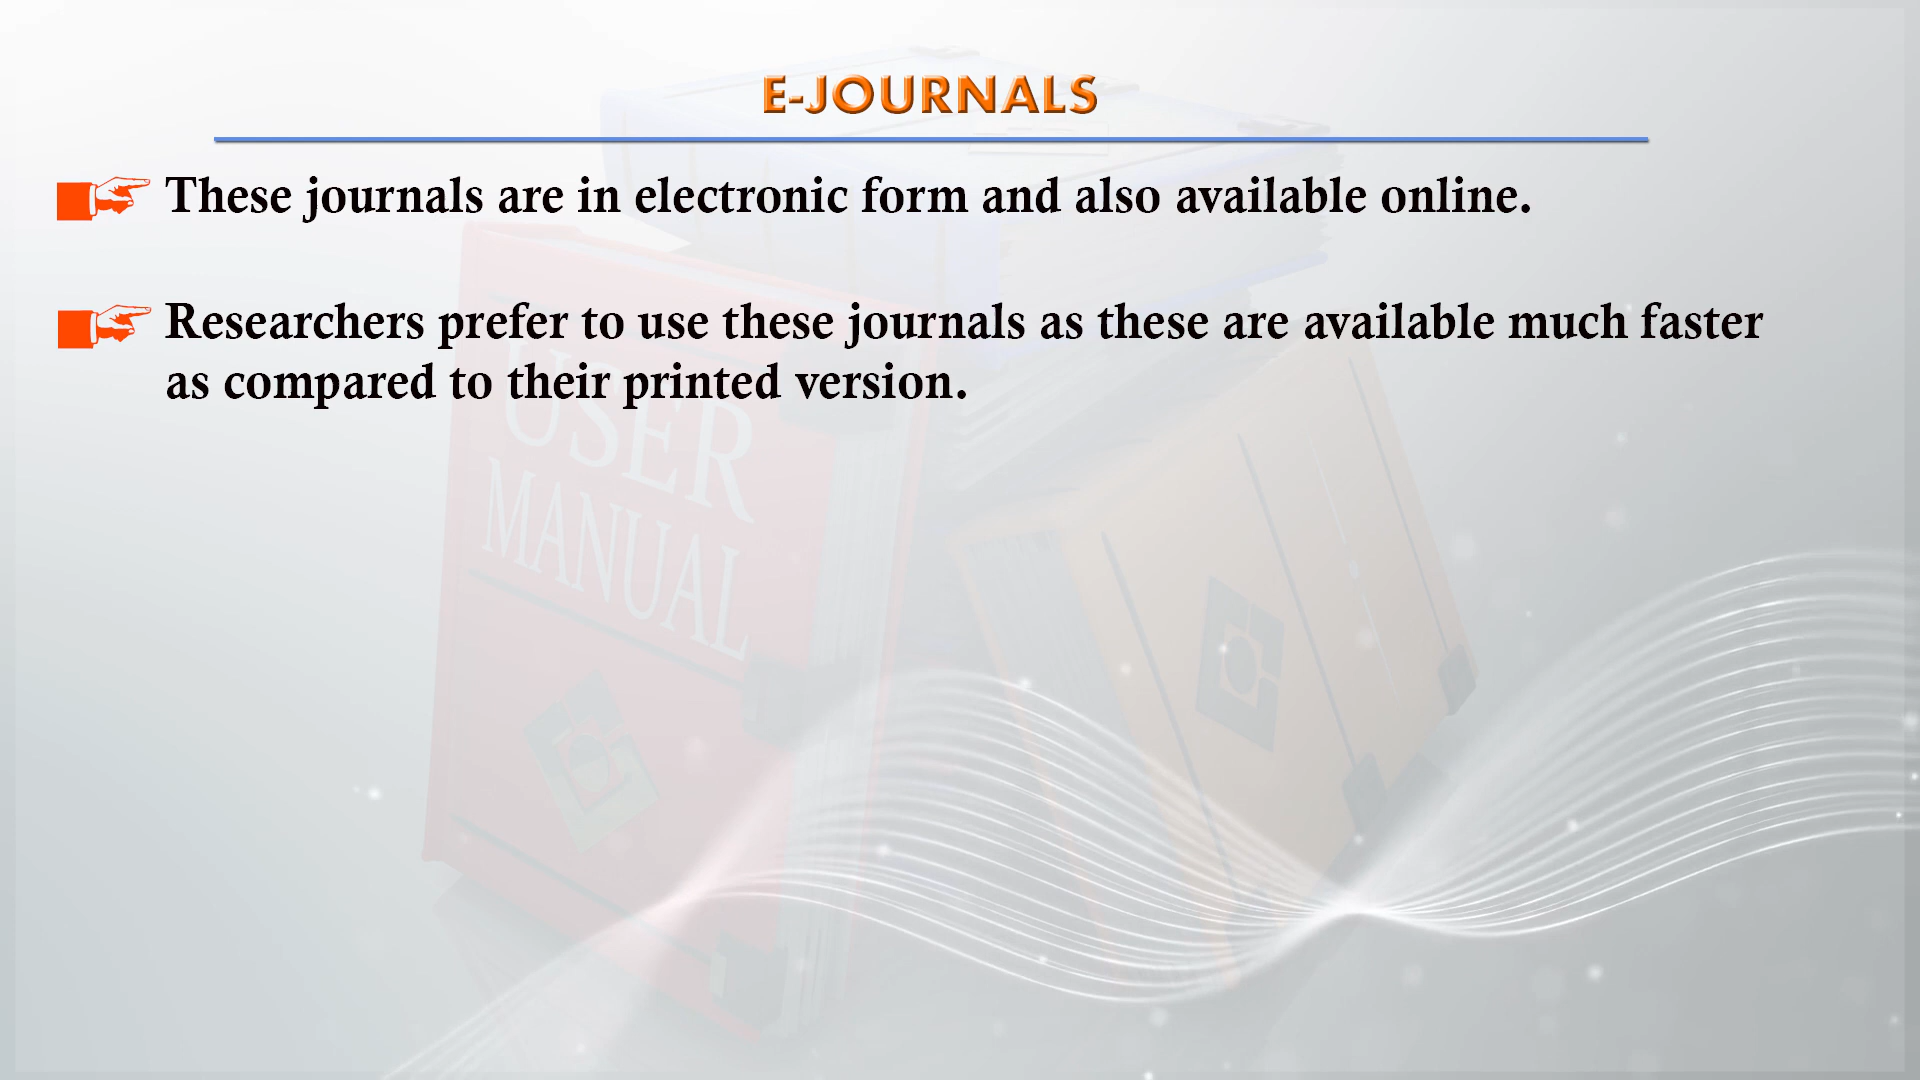 E-JOURNALS
These journals are in electronic form and also available online.
Researchers prefer to use these journals as these are available much faster
as compared to their printed version.
USER
MANUAL